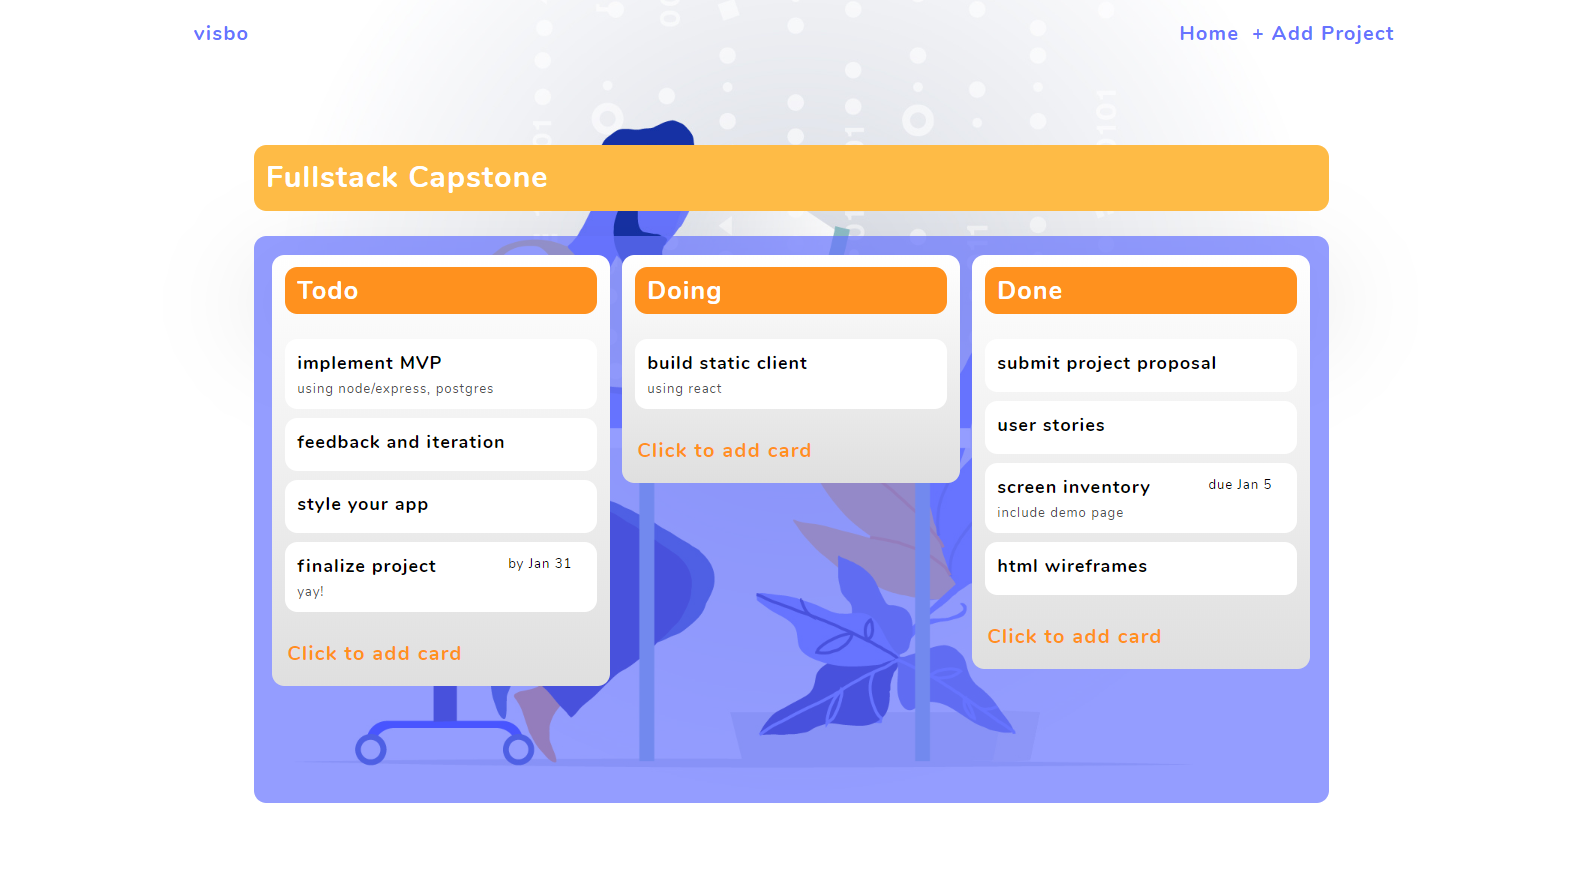 visbo
Home + Add Project
Fullstack Capstone
Todo
implement MVP
using node/express, postgres
feedback and iteration
style your app
finalize project
by Jan 31
yay!
Click to add card
Doing
build static client
using react
Click to add card
Done
submit project proposal
user stories
screen inventory
due Jan 5
include demo page
html wireframes
Click to add card